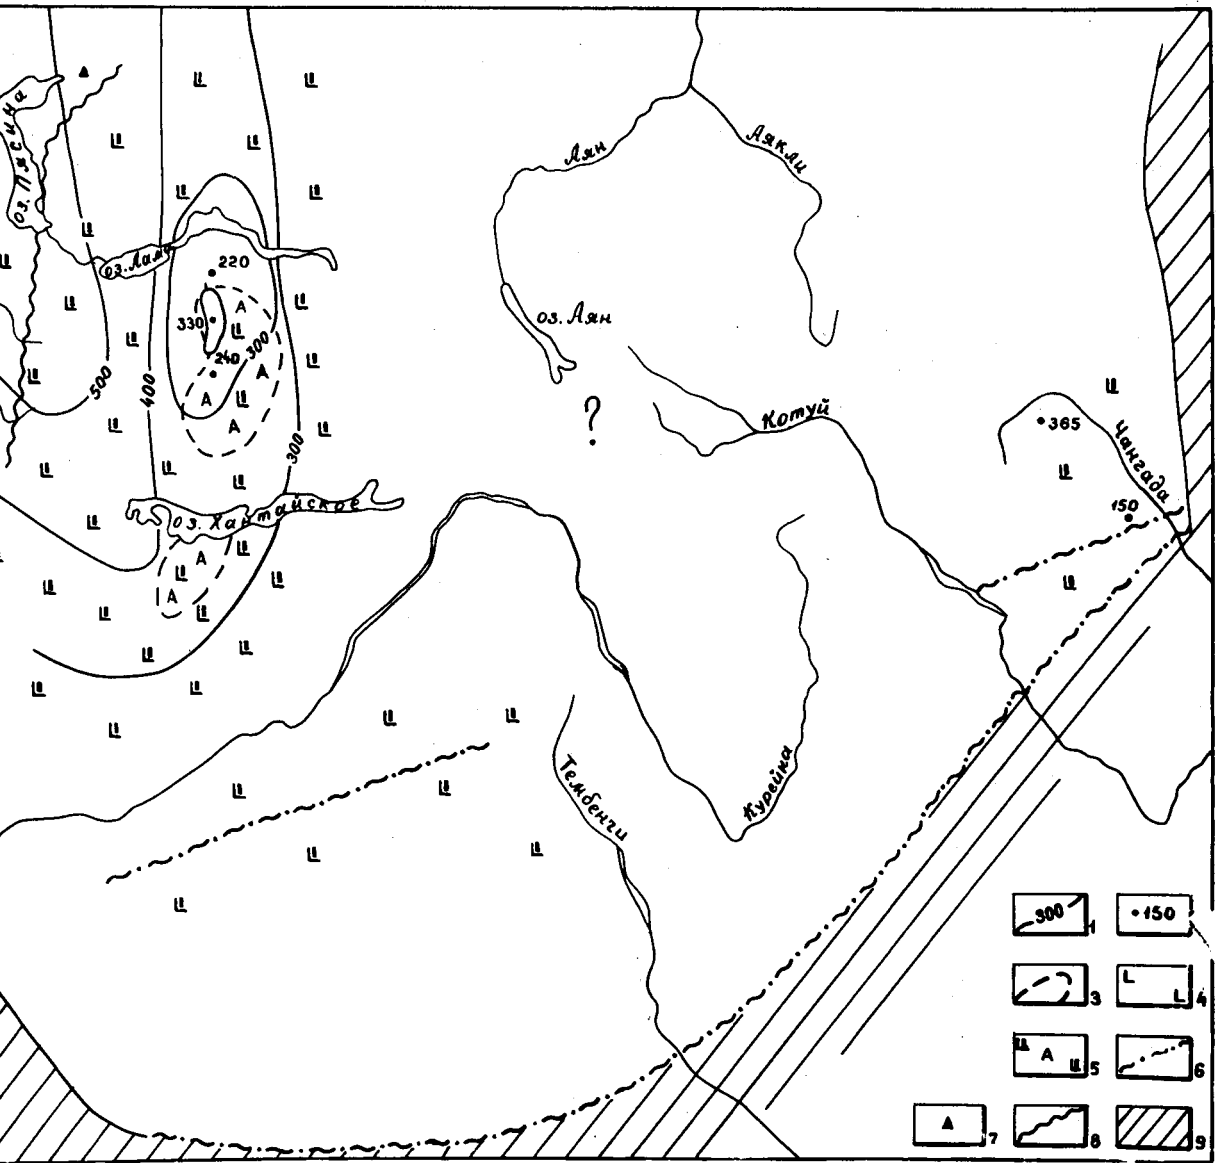 оз. Пясина
Аян
Аякли
оз. Лама
220
330
А
240
300
А
А
А
500
400
300
оз. Аян
?
Котуй
365
Чангада
150
оз. Хантайское
А
А
Тембенчи
Курейка
300
1
150
3
L
L
4
А
5
6
7
8
9